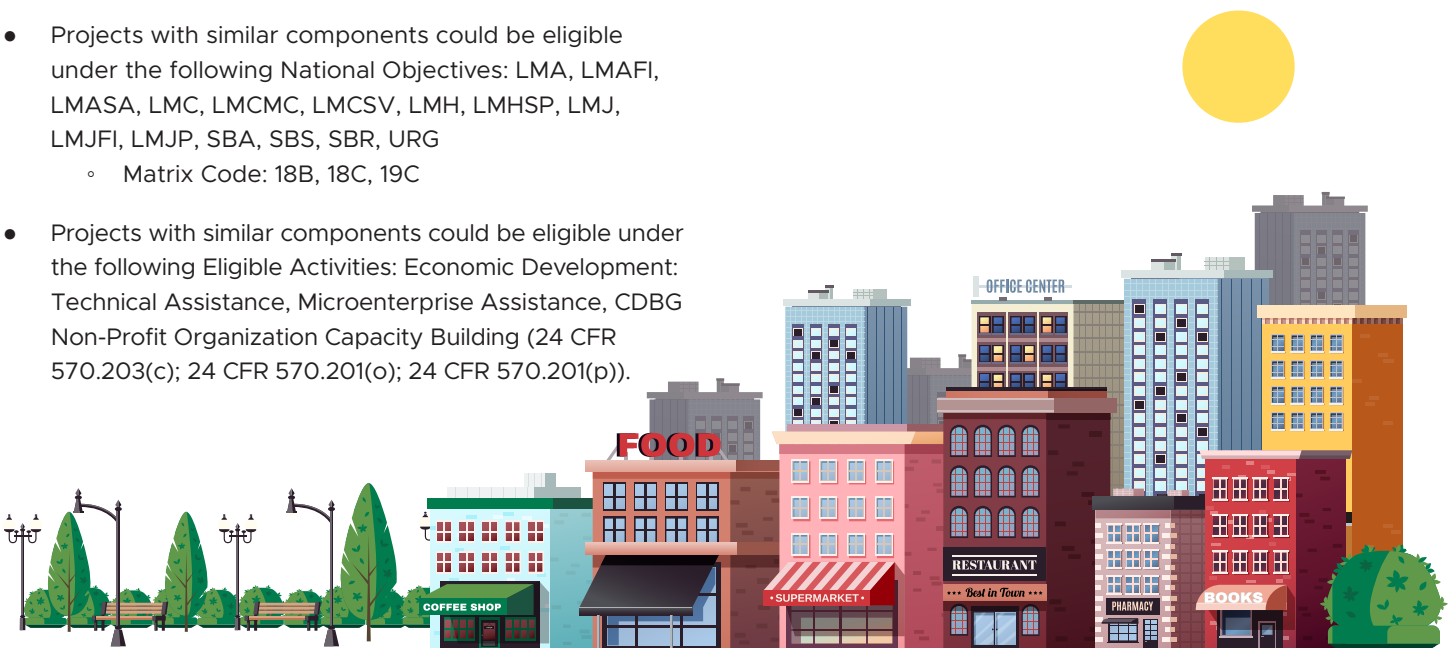 ● Projects with similar components could be eligible
under the following National Objectives: LMA, LMAFI,
LMASA, LMC, LMCMC, LMCSV, LMH, LMHSP, LMJ,
LMJFI, LMJP, SBA, SBS, SBR, URG
◦ Matrix Code: 18B, 18C, 19C
● Projects with similar components could be eligible under
the following Eligible Activities: Economic Development:
Technical Assistance, Microenterprise Assistance, CDBG
Non-Profit Organization Capacity Building (24 CFR
570.203(c); 24 CFR 570.201(o); 24 CFR 570.201(p)).
OFFICE CENTER
FOOD
RESTAURANT
••• Best in Town •••
• SUPERMARKET •
COFFEE SHOP
PHARMACY
BOOKS